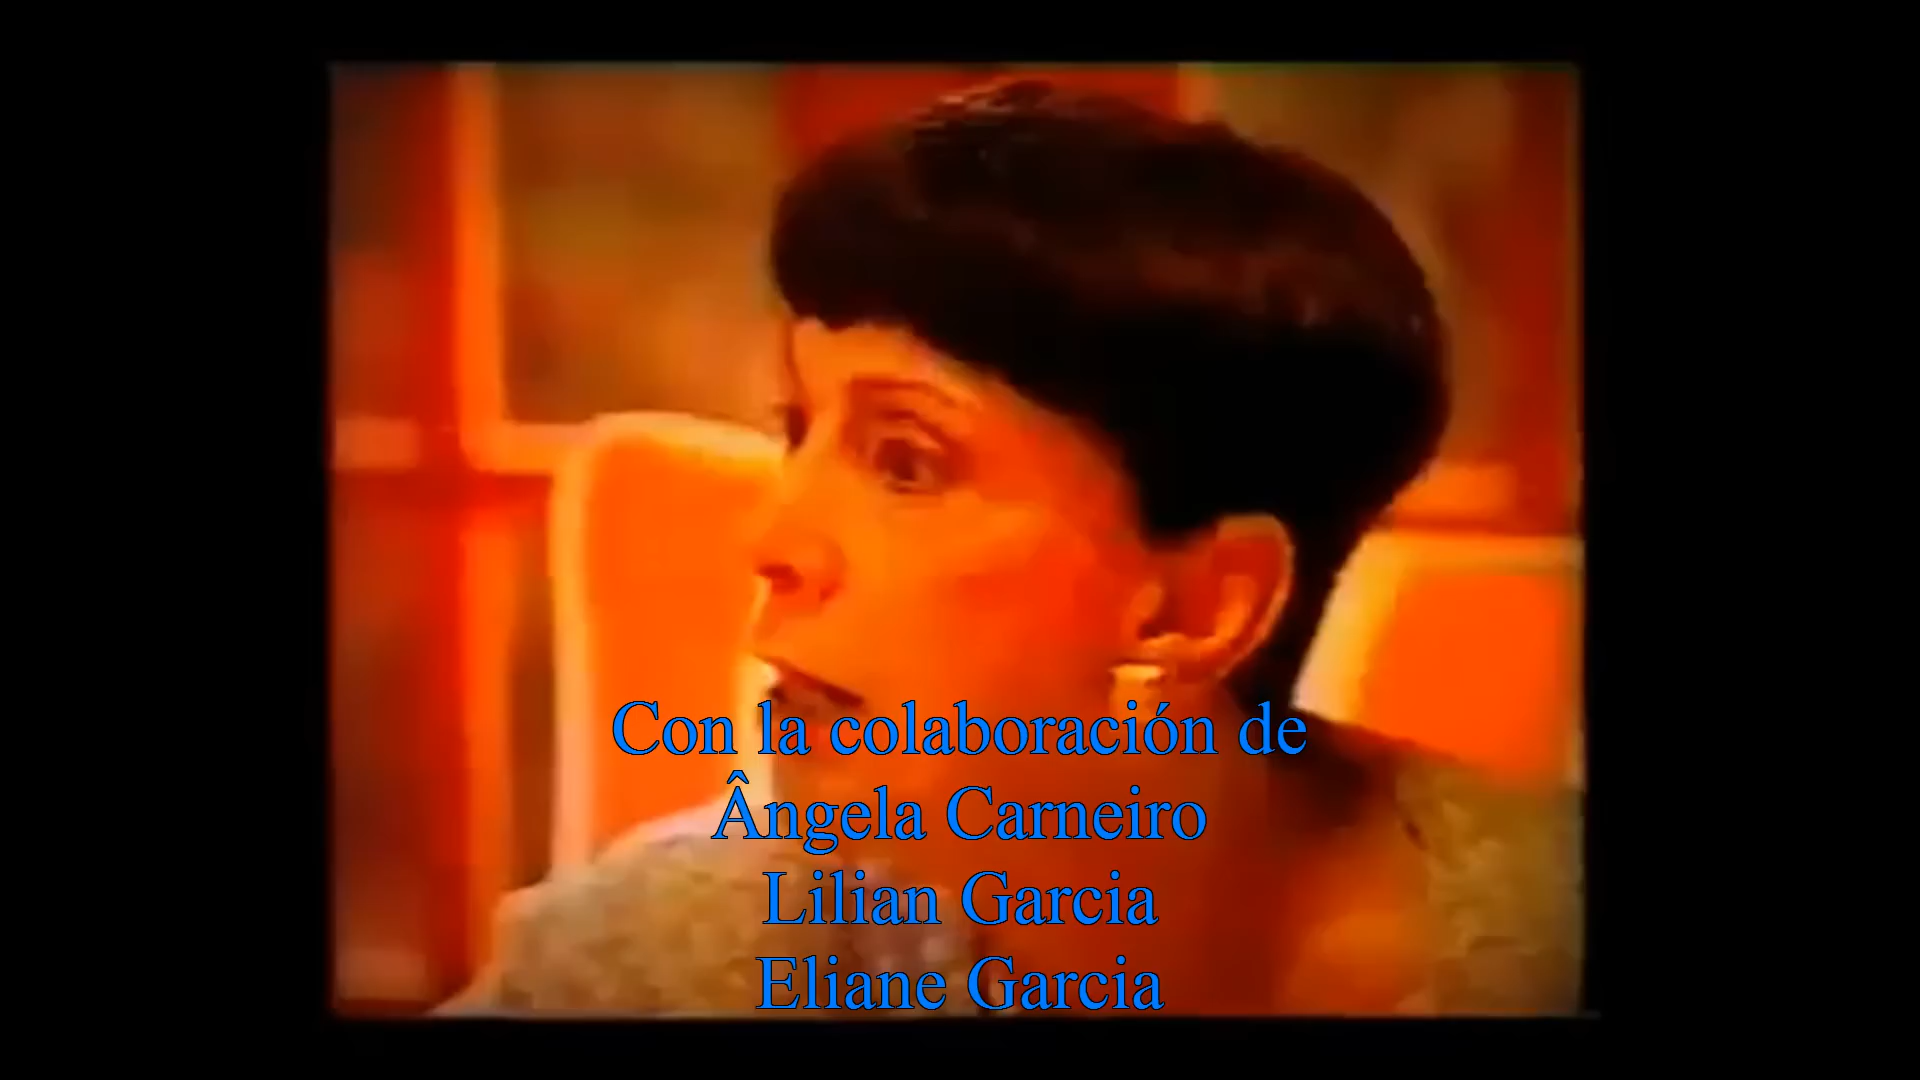 Con la colaboración de
Ângela Carneiro
Lilian Garcia
Eliane Garcia